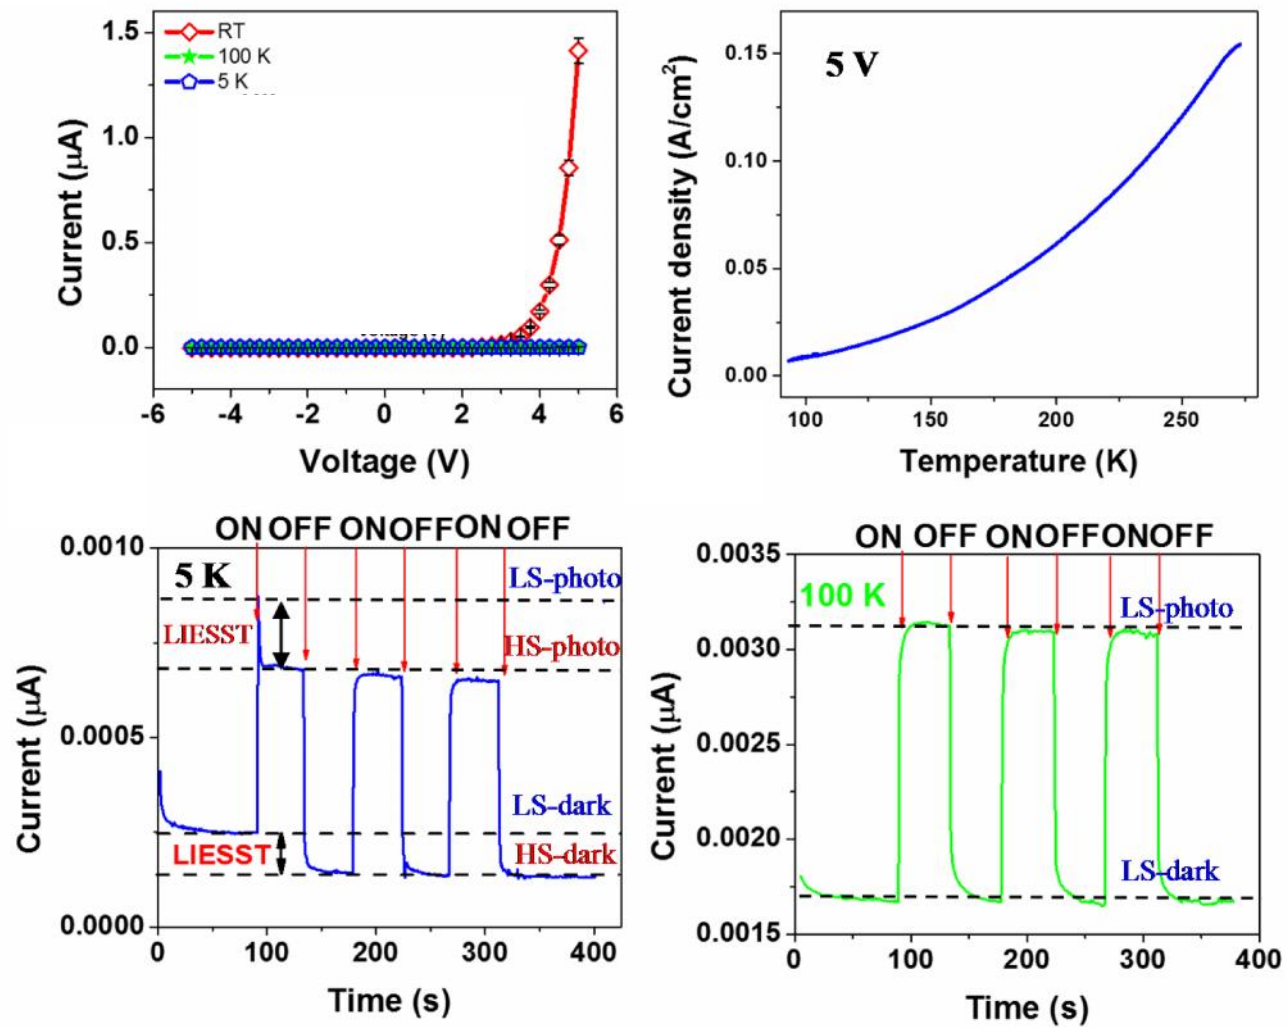 RT
100 K
5 K
1.5
1.0
0.5
0.0
Current (μA)
-6 -4 -2 0 2 4 6
Voltage (V)
5 V
0.15
0.10
0.05
0.00
Current density (A/cm²)
100 150 200 250
Temperature (K)
ON OFF ON OFF ON OFF
5 K
LS-photo
LIESST
HS-photo
LS-dark
LIESST
HS-dark
0.0010
0.0005
0.0000
Current (μA)
0 100 200 300 400
Time (s)
ON OFF ON OFF ON OFF
100 K
LS-photo
LS-dark
0.0035
0.0030
0.0025
0.0020
0.0015
Current (μA)
0 100 200 300 400
Time (s)